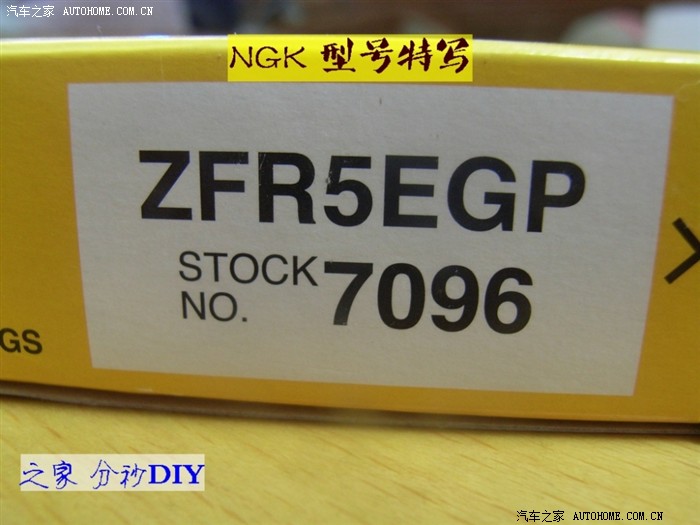 汽车之家 AUTOHOME.COM.CN
NGK 型号特写
ZFR5EGP
STOCK NO. 7096
GS
之家 分秒DIY
汽车之家 AUTOHOME.COM.CN